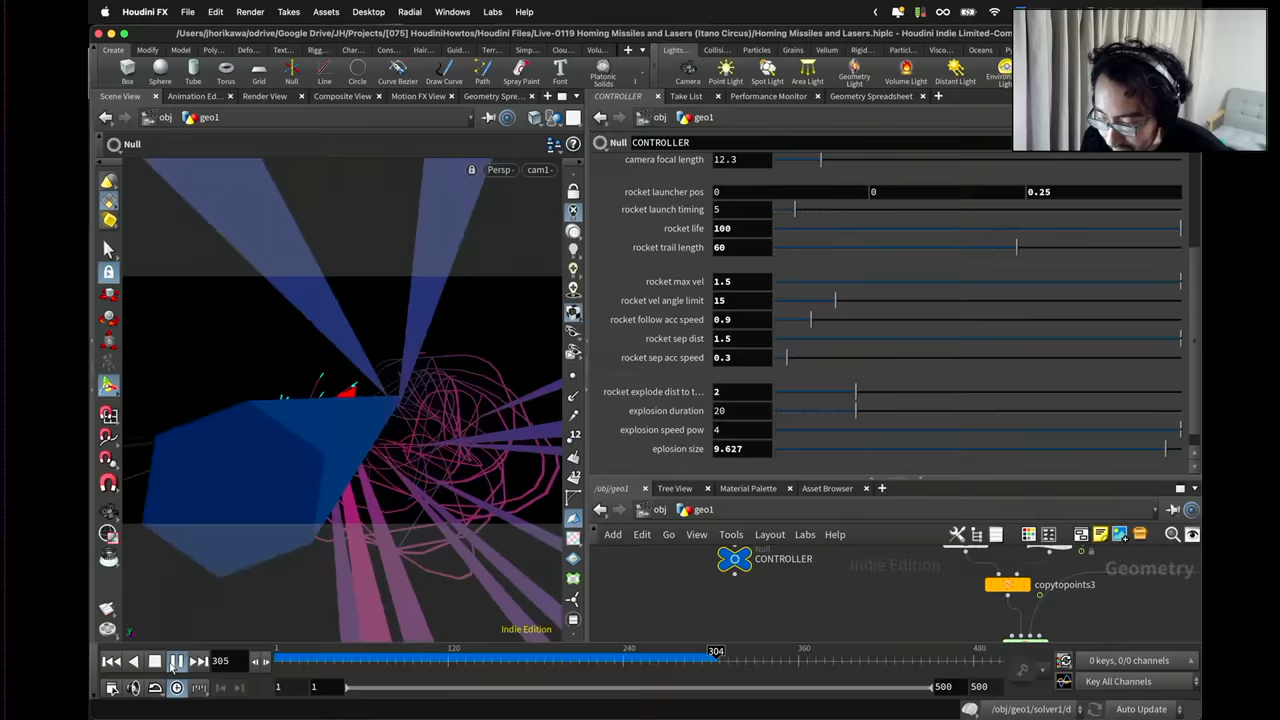 Houdini FX File Edit Render Takes Assets Desktop Radial Windows Labs Help
/Users/jhorikawa/odrive/Google Drive/JH/Projects/[075] HoudiniHowtos/Houdini Files/Live-0119 Homing Missiles and Lasers (Itano Circus)/Homing Missiles and Lasers.hiplc - Houdini Indie Limited-Com
Create Modify Model Poly... Defo... Textu... Rigg... Char... Cons... Hair... Guid... Terr... Simp... Clou... Volu... Lights... Collisi... Particles Grains Vellum Rigid... Particl... Visco... Oceans
Box Sphere Tube Torus Grid Null Line Circle Curve Bezier Draw Curve Path Spray Paint Font Platonic Solids Camera Point Light Spot Light Area Light Geometry Light Volume Light Distant Light Environ
Scene View Animation Ed... Render View Composite View Motion FX View Geometry Spre... CONTROLLER Take List Performance Monitor Geometry Spreadsheet
obj geo1 obj geo1
Null Null CONTROLLER
Persp cam1
camera focal length 12.3
rocket launcher pos 0 0 0.25
rocket launch timing 5
rocket life 100
rocket trail length 60
rocket max vel 1.5
rocket vel angle limit 15
rocket follow acc speed 0.9
rocket sep dist 1.5
rocket sep acc speed 0.3
rocket explode dist to t... 2
explosion duration 20
explosion speed pow 4
eplosion size 9.627
/obj/geo1 Tree View Material Palette Asset Browser
obj geo1
Add Edit Go View Tools Layout Labs Help
Null
CONTROLLER
Indie Edition
Geometry
copytopoints3
Indie Edition
305 1 120 240 304 360 480
0 keys, 0/0 channels
1 1 500 500
Key All Channels
/obj/geo1/solver1/d Auto Update